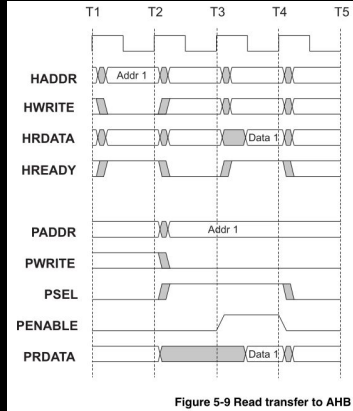 T1 T2 T3 T4 T5
HADDR Addr 1
HWRITE
HRDATA Data 1
HREADY
PADDR Addr 1
PWRITE
PSEL
PENABLE
PRDATA Data 1
Figure 5-9 Read transfer to AHB